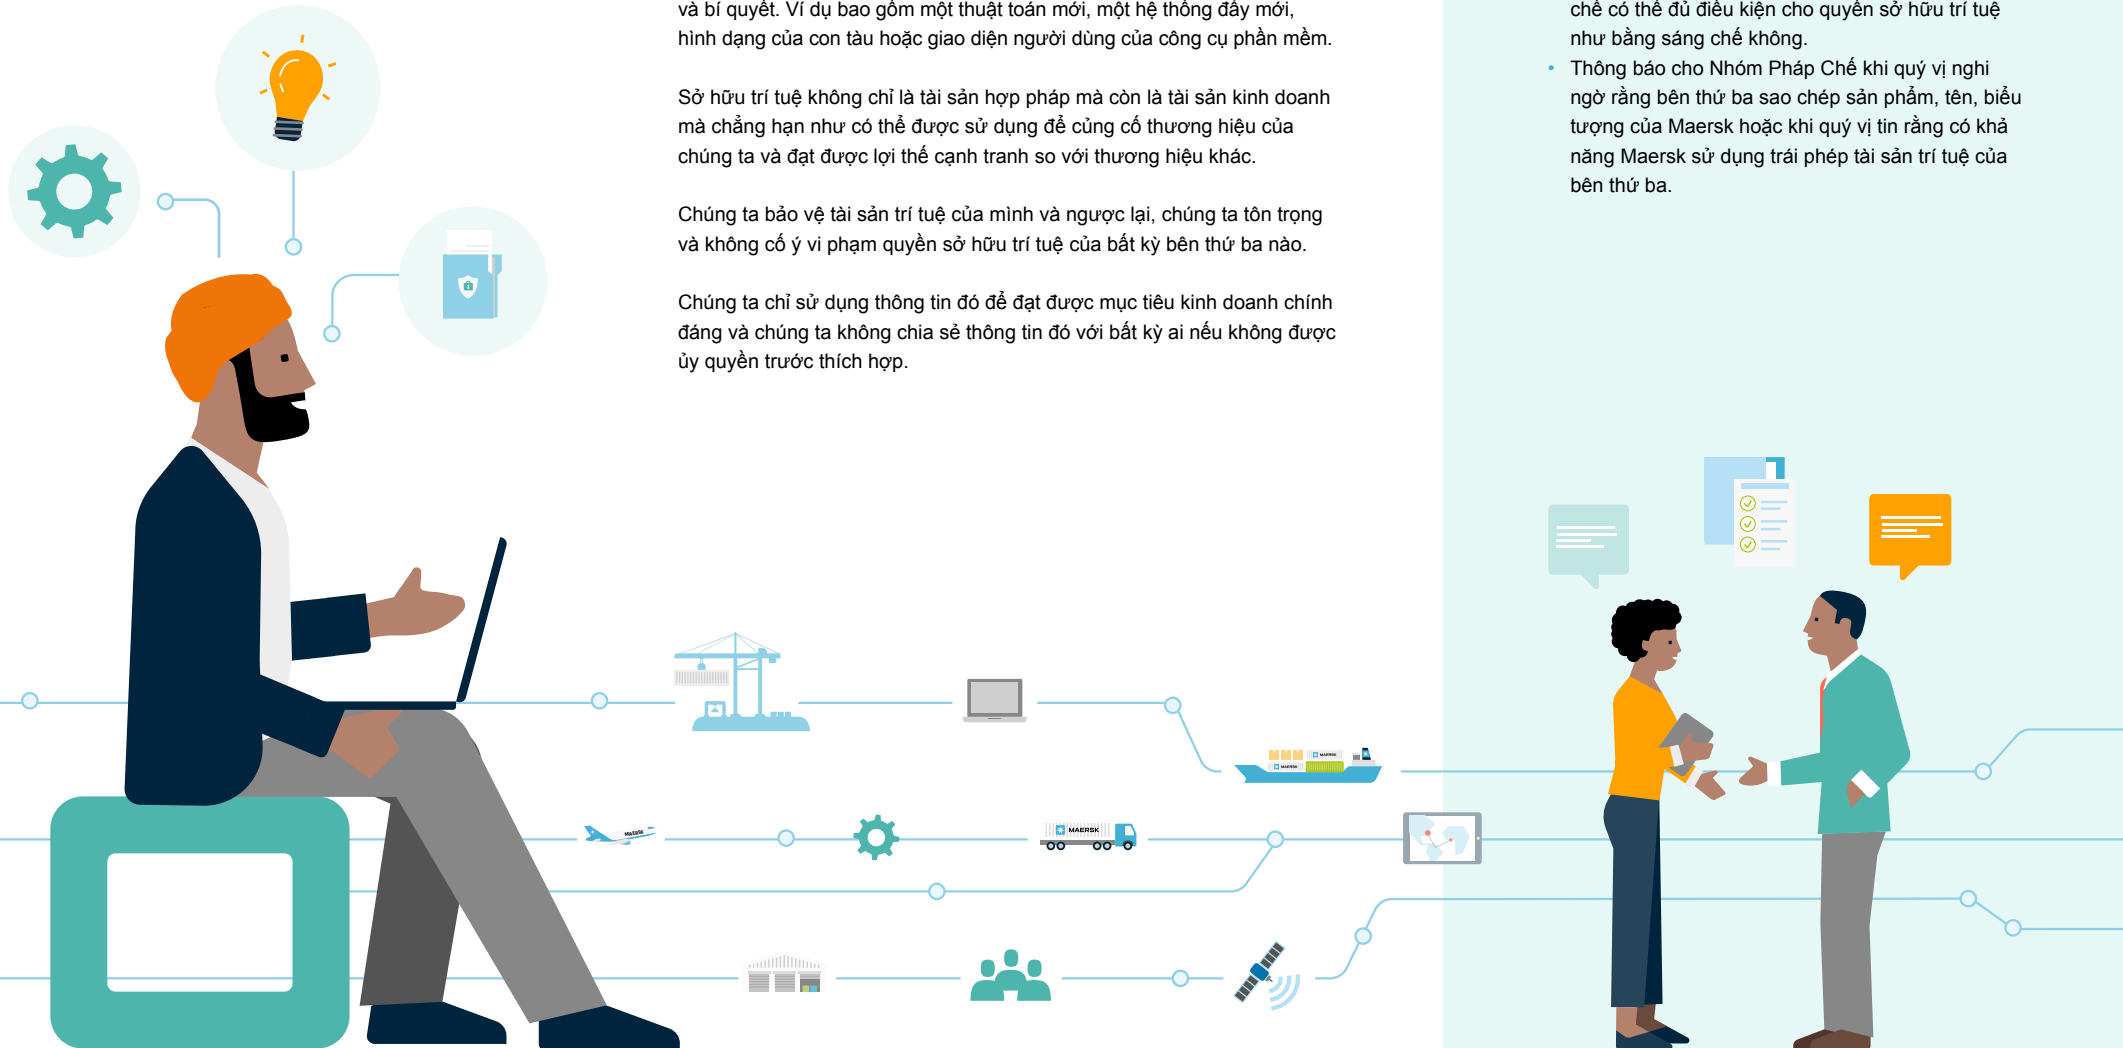 và bí quyết. Ví dụ bao gồm một thuật toán mới, một hệ thống đẩy mới,
hình dạng của con tàu hoặc giao diện người dùng của công cụ phần mềm.
Sở hữu trí tuệ không chỉ là tài sản hợp pháp mà còn là tài sản kinh doanh
mà chẳng hạn như có thể được sử dụng để củng cố thương hiệu của
chúng ta và đạt được lợi thế cạnh tranh so với thương hiệu khác.
Chúng ta bảo vệ tài sản trí tuệ của mình và ngược lại, chúng ta tôn trọng
và không cố ý vi phạm quyền sở hữu trí tuệ của bất kỳ bên thứ ba nào.
Chúng ta chỉ sử dụng thông tin đó để đạt được mục tiêu kinh doanh chính
đáng và chúng ta không chia sẻ thông tin đó với bất kỳ ai nếu không được
ủy quyền trước thích hợp.
chế có thể đủ điều kiện cho quyền sở hữu trí tuệ
như bằng sáng chế không.
• Thông báo cho Nhóm Pháp Chế khi quý vị nghi
ngờ rằng bên thứ ba sao chép sản phẩm, tên, biểu
tượng của Maersk hoặc khi quý vị tin rằng có khả
năng Maersk sử dụng trái phép tài sản trí tuệ của
bên thứ ba.
MAERSK
MAERSK
MAERSK
MAERSK